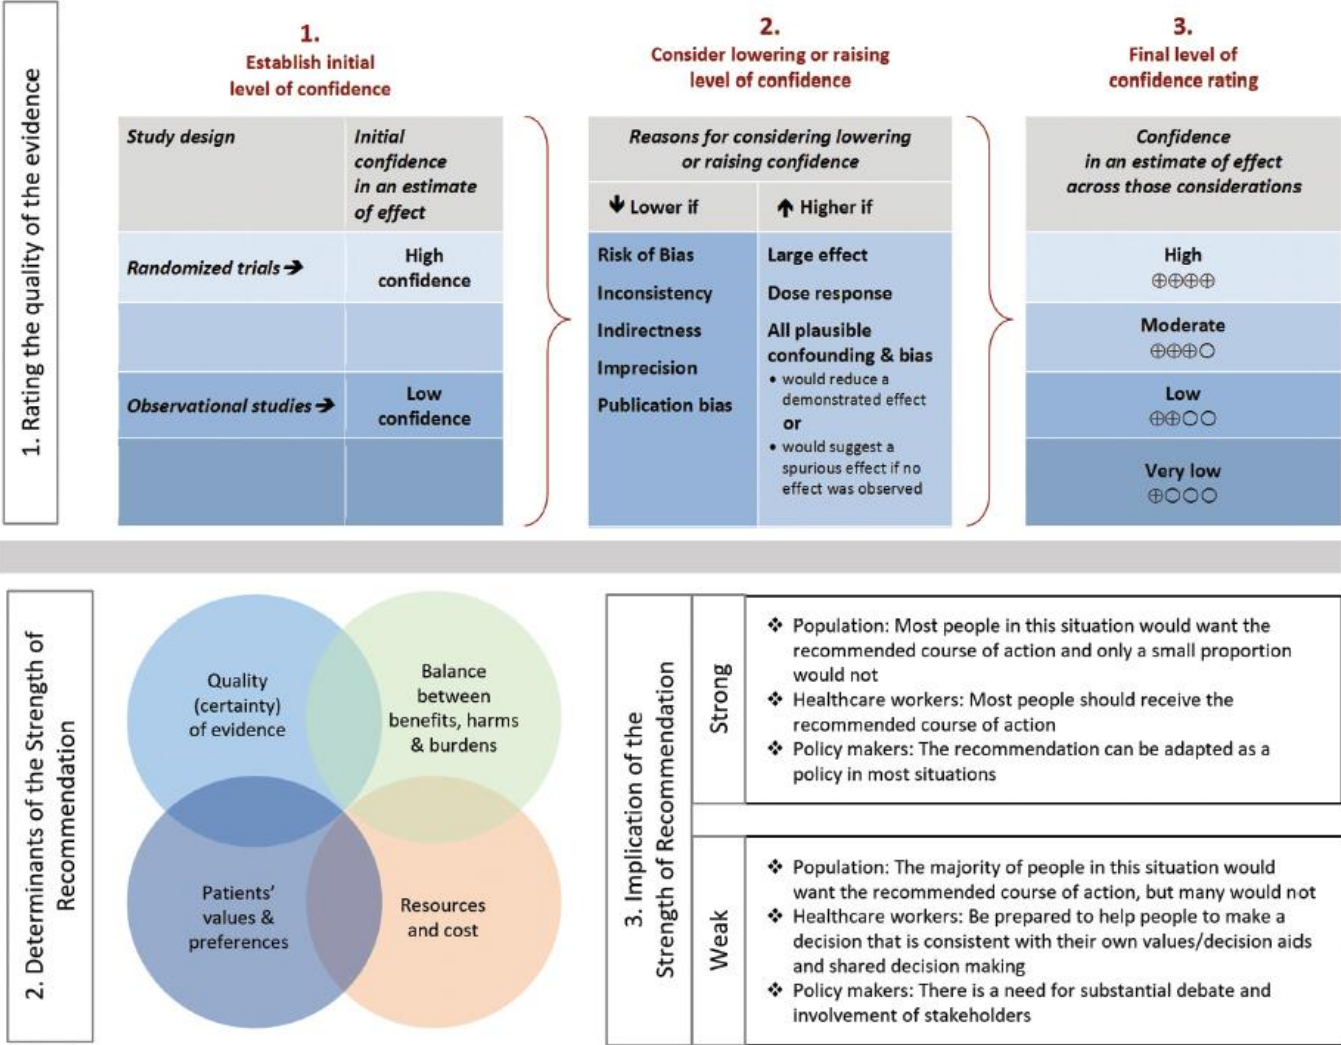 1. Rating the quality of the evidence
1.
Establish initial
level of confidence
Study design
Initial
confidence
in an estimate
of effect
Randomized trials ➔
High
confidence
Observational studies ➔
Low
confidence
2.
Consider lowering or raising
level of confidence
Reasons for considering lowering
or raising confidence
🡻 Lower if
🡹 Higher if
Risk of Bias
Inconsistency
Indirectness
Imprecision
Publication bias
Large effect
Dose response
All plausible
confounding & bias
• would reduce a
demonstrated effect
or
• would suggest a
spurious effect if no
effect was observed
3.
Final level of
confidence rating
Confidence
in an estimate of effect
across those considerations
High
⊕⊕⊕⊕
Moderate
⊕⊕⊕○
Low
⊕⊕○○
Very low
⊕○○○
2. Determinants of the Strength of
Recommendation
Quality
(certainty)
of evidence
Balance
between
benefits, harms
& burdens
Patients’
values &
preferences
Resources
and cost
3. Implication of the
Strength of Recommendation
Strong
❖ Population: Most people in this situation would want the
recommended course of action and only a small proportion
would not
❖ Healthcare workers: Most people should receive the
recommended course of action
❖ Policy makers: The recommendation can be adapted as a
policy in most situations
Weak
❖ Population: The majority of people in this situation would
want the recommended course of action, but many would not
❖ Healthcare workers: Be prepared to help people to make a
decision that is consistent with their own values/decision aids
and shared decision making
❖ Policy makers: There is a need for substantial debate and
involvement of stakeholders